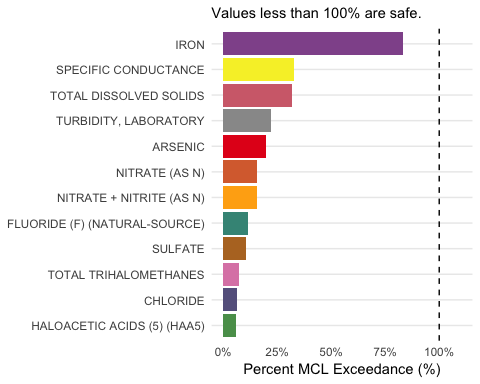 Values less than 100% are safe.
IRON
SPECIFIC CONDUCTANCE
TOTAL DISSOLVED SOLIDS
TURBIDITY, LABORATORY
ARSENIC
NITRATE (AS N)
NITRATE + NITRITE (AS N)
FLUORIDE (F) (NATURAL-SOURCE)
SULFATE
TOTAL TRIHALOMETHANES
CHLORIDE
HALOACETIC ACIDS (5) (HAA5)
0% 25% 50% 75% 100%
Percent MCL Exceedance (%)